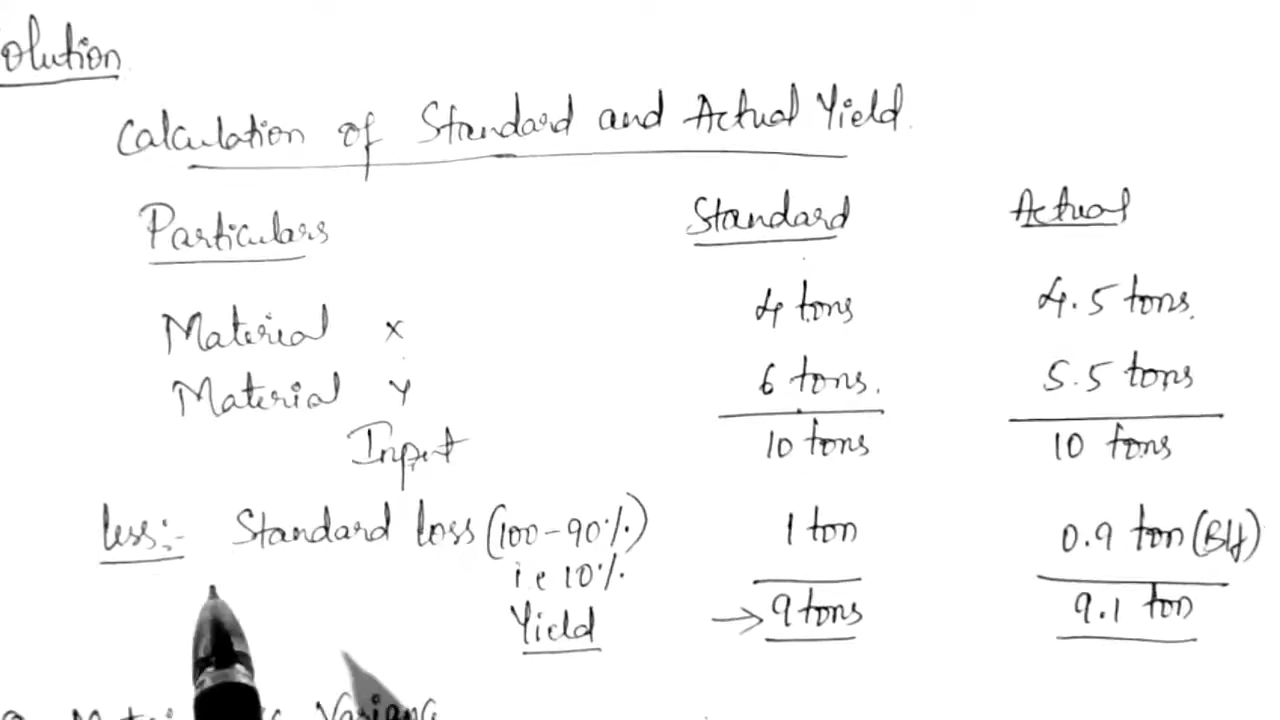 olution
Calculation of Standard and Actual Yield.
Particulars Standard Actual
Material X 4 tons 4.5 tons.
Material Y 6 tons. 5.5 tons
Input 10 tons 10 tons
less:- Standard loss (100-90%) 1 ton 0.9 ton (B/f)
i e 10%
Yield → 9 tons 9.1 ton